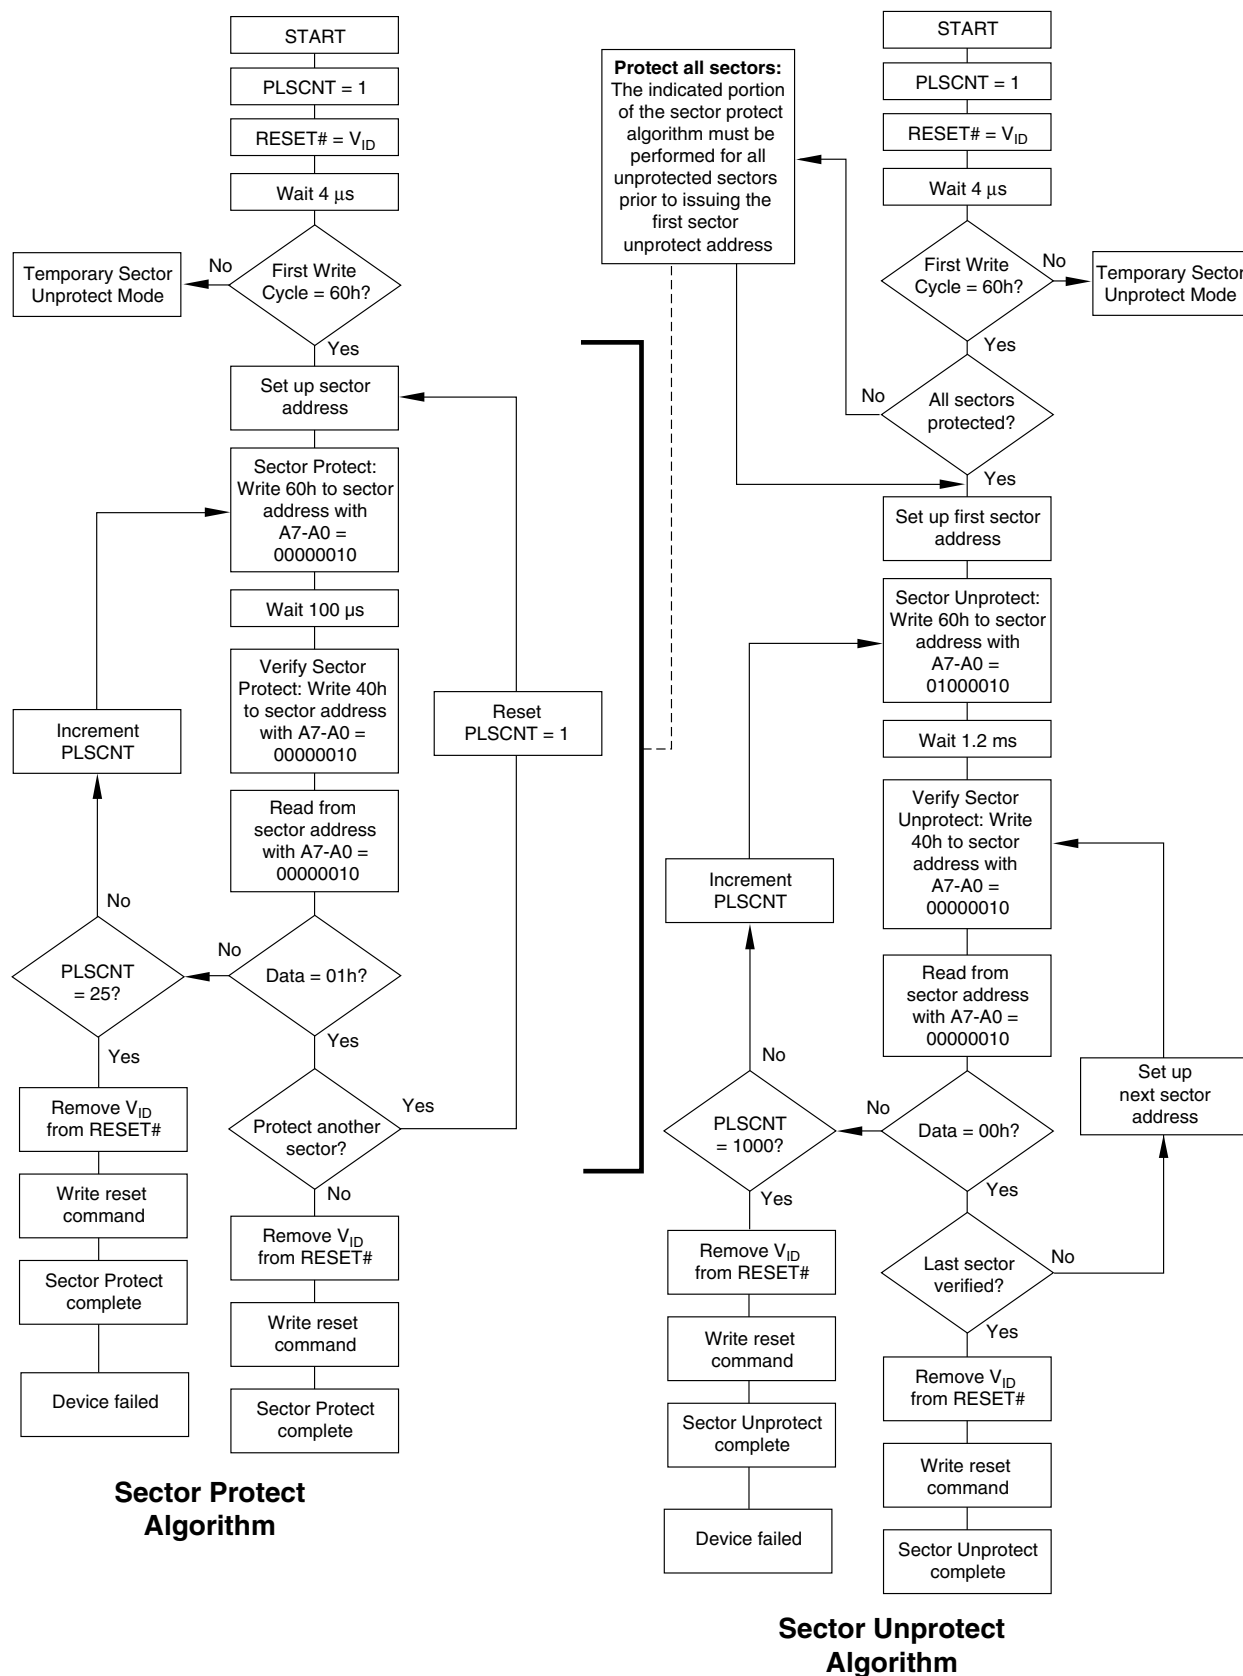 START
PLSCNT = 1
RESET# = VID
Wait 4 μs
First Write
Cycle = 60h?
No
Temporary Sector
Unprotect Mode
Yes
Set up sector
address
Sector Protect:
Write 60h to sector
address with
A7-A0 =
00000010
Wait 100 µs
Verify Sector
Protect: Write 40h
to sector address
with A7-A0 =
00000010
Increment
PLSCNT
Reset
PLSCNT = 1
Read from
sector address
with A7-A0 =
00000010
No
PLSCNT
= 25?
No
Data = 01h?
Yes
Yes
Remove VID
from RESET#
Protect another
sector?
Yes
Write reset
command
No
Remove VID
from RESET#
Sector Protect
complete
Write reset
command
Device failed
Sector Protect
complete
Sector Protect
Algorithm
Protect all sectors:
The indicated portion
of the sector protect
algorithm must be
performed for all
unprotected sectors
prior to issuing the
first sector
unprotect address
START
PLSCNT = 1
RESET# = VID
Wait 4 μs
First Write
Cycle = 60h?
No
Temporary Sector
Unprotect Mode
Yes
No
All sectors
protected?
Yes
Set up first sector
address
Sector Unprotect:
Write 60h to sector
address with
A7-A0 =
01000010
Wait 1.2 ms
Verify Sector
Unprotect: Write
40h to sector
address with
A7-A0 =
00000010
Increment
PLSCNT
Read from
sector address
with A7-A0 =
00000010
No
Set up
next sector
address
PLSCNT
= 1000?
No
Data = 00h?
Yes
Yes
Remove VID
from RESET#
Last sector
verified?
No
Write reset
command
Yes
Remove VID
from RESET#
Sector Unprotect
complete
Write reset
command
Device failed
Sector Unprotect
complete
Sector Unprotect
Algorithm